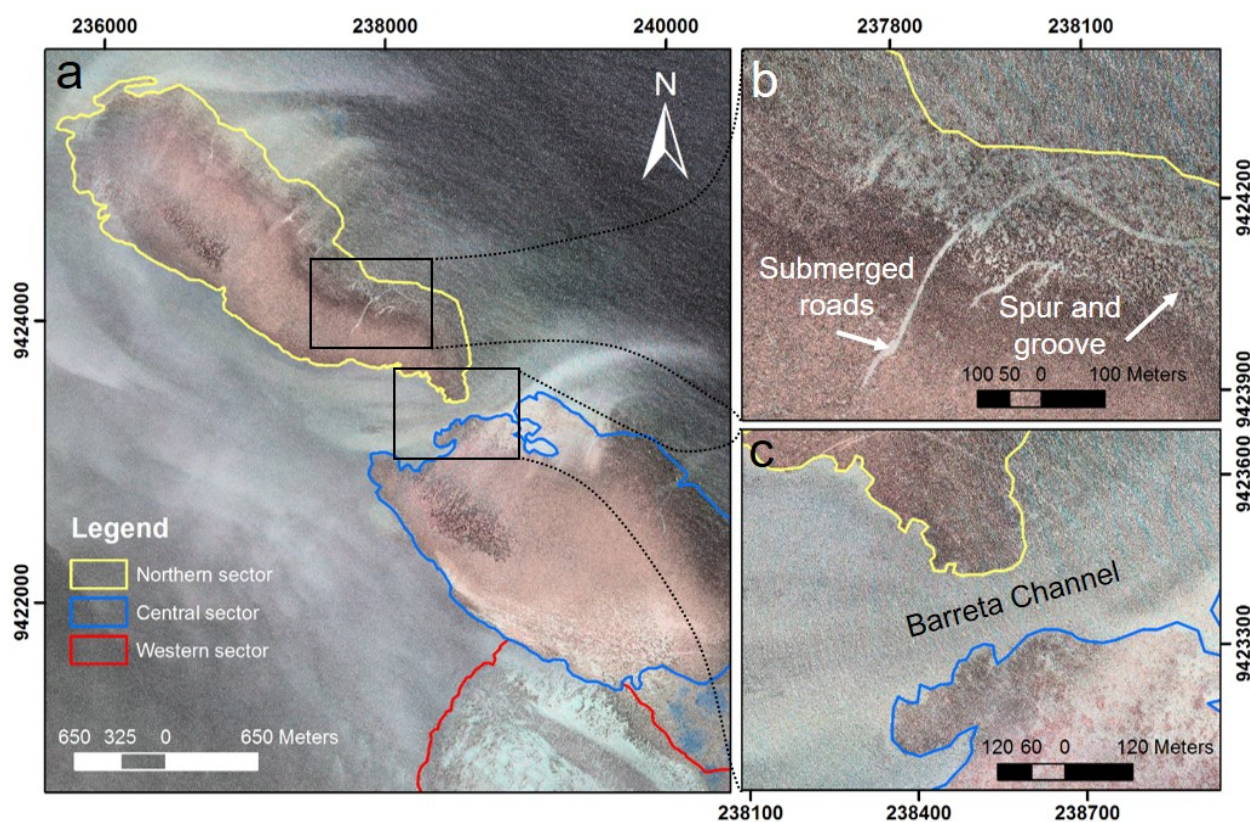 236000
238000
240000
237800
238100
a
N
b
9424200
Submerged
roads
Spur and
groove
100 50 0 100 Meters
9423900
9424000
9422000
Legend
Northern sector
Central sector
Western sector
650 325 0 650 Meters
c
9423600
Barreta Channel
9423300
120 60 0 120 Meters
238100
238400
238700